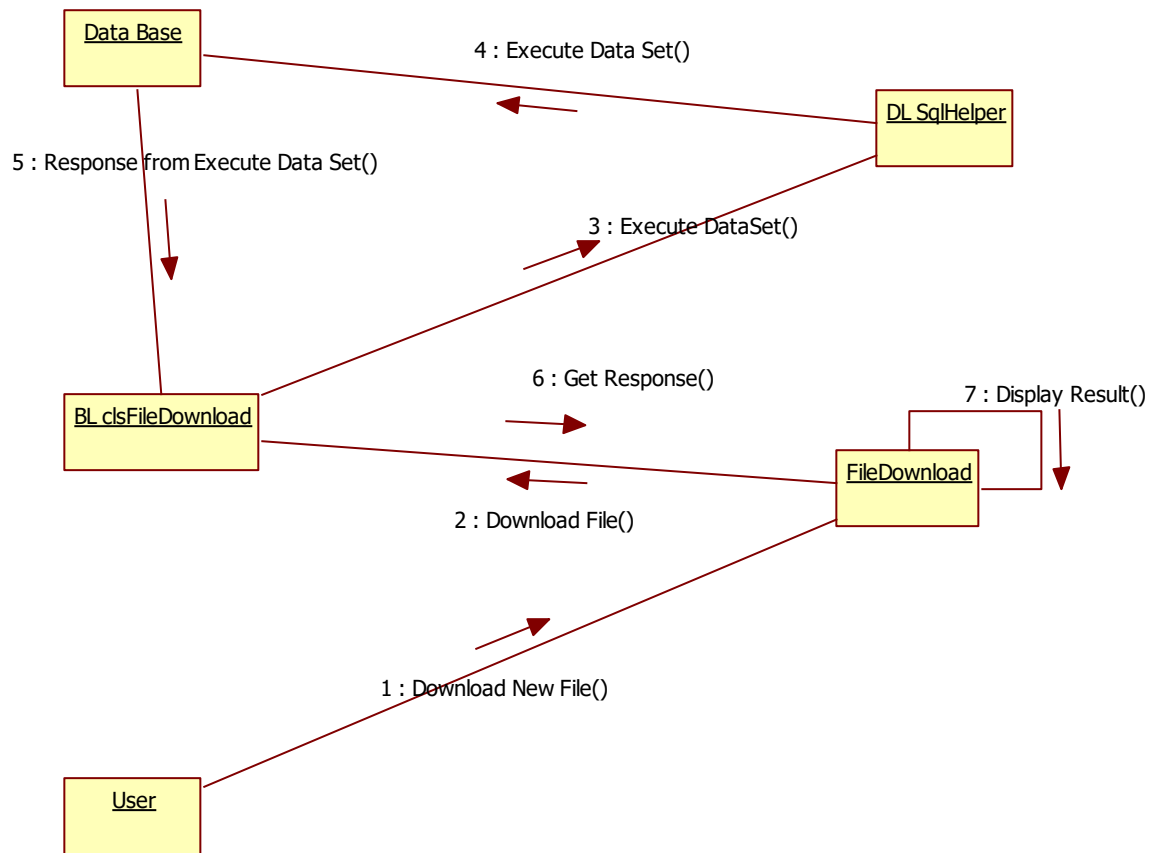 Data Base
4 : Execute Data Set()
DL SqlHelper
5 : Response from Execute Data Set()
3 : Execute DataSet()
6 : Get Response()
7 : Display Result()
BL clsFileDownload
FileDownload
2 : Download File()
1 : Download New File()
User